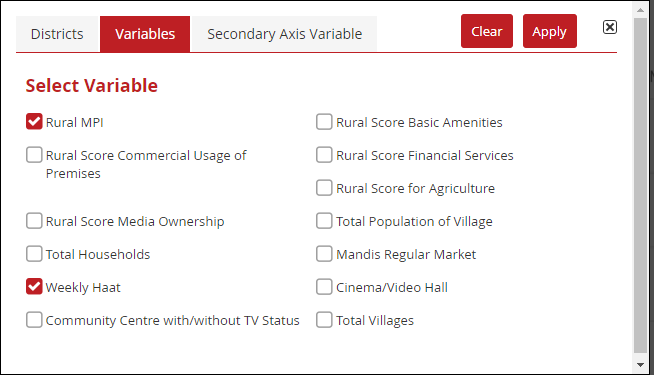 Districts
Variables
Secondary Axis Variable
Clear
Apply
Select Variable
Rural MPI
Rural Score Basic Amenities
Rural Score Commercial Usage of
Premises
Rural Score Financial Services
Rural Score for Agriculture
Rural Score Media Ownership
Total Population of Village
Total Households
Mandis Regular Market
Weekly Haat
Cinema/Video Hall
Community Centre with/without TV Status
Total Villages